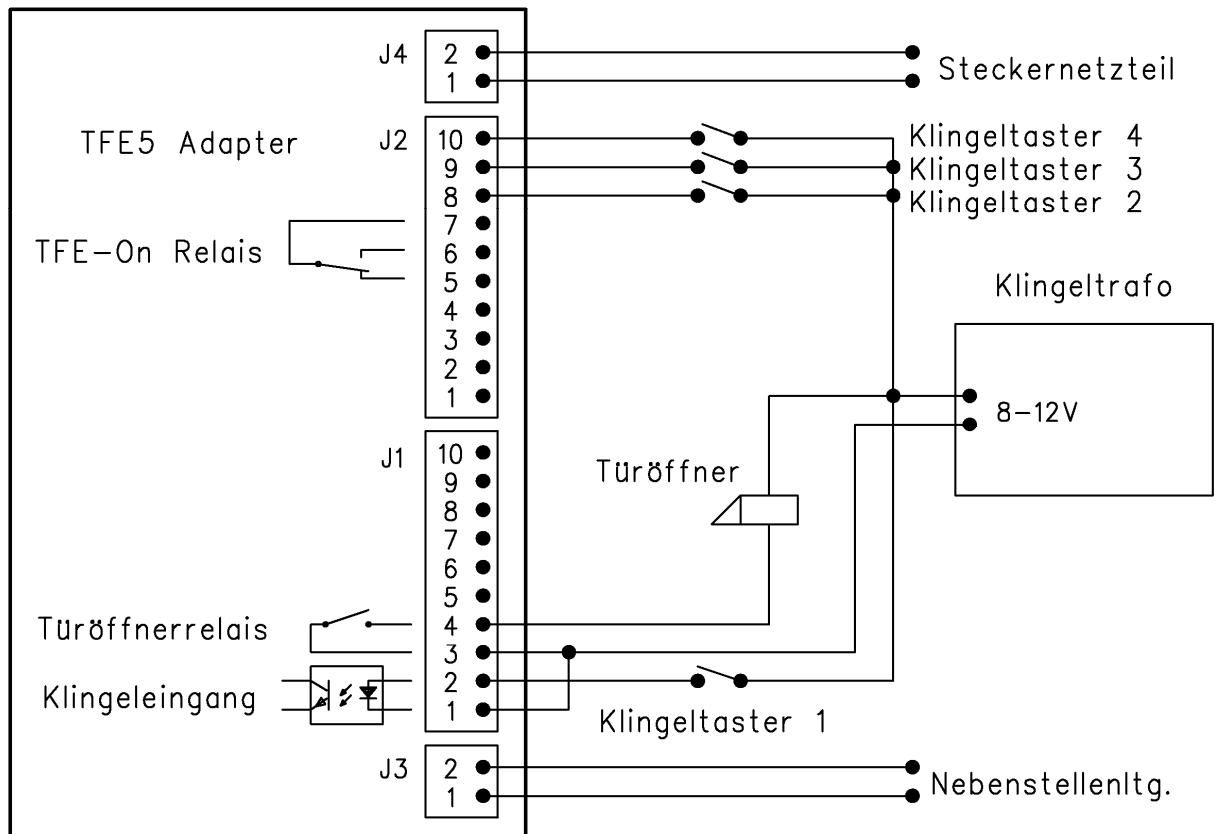 J4
2
1
Steckernetzteil
TFE5 Adapter
J2
10
9
8
7
6
5
4
3
2
1
Klingeltaster 4
Klingeltaster 3
Klingeltaster 2
TFE-On Relais
Klingeltrafo
8-12V
J1
10
9
8
7
6
5
4
3
2
1
Türöffner
Türöffnerrelais
Klingeleingang
Klingeltaster 1
J3
2
1
Nebenstellenltg.